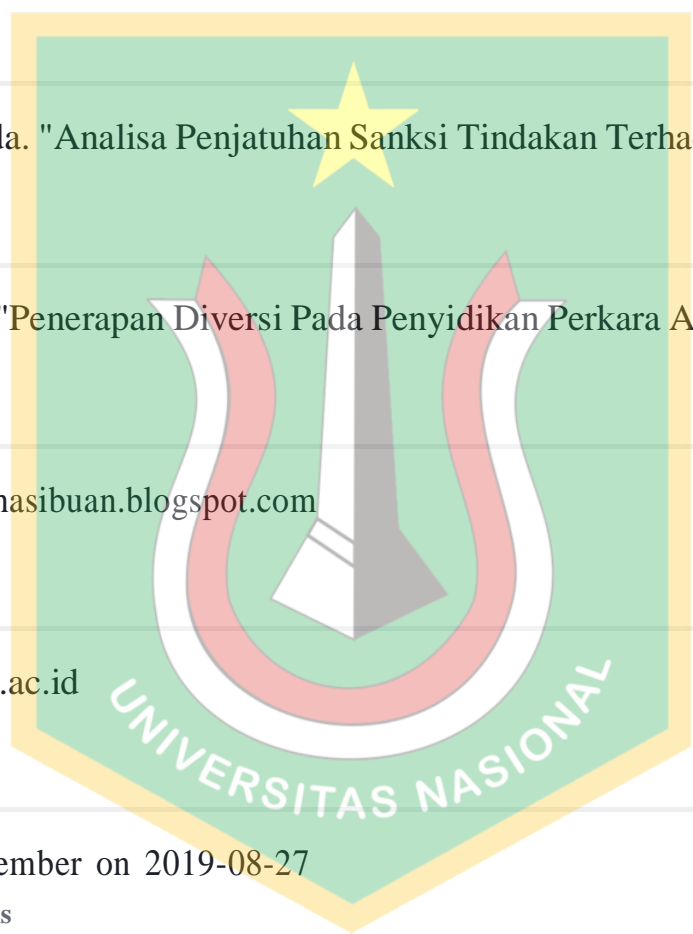 da. "Analisa Penjatuhan Sanksi Tindakan Terha
"Penerapan Diversi Pada Penyidikan Perkara A
hasibuan.blogspot.com
.ac.id
UNIVERSITAS NASIONAL
ember on 2019-08-27
s